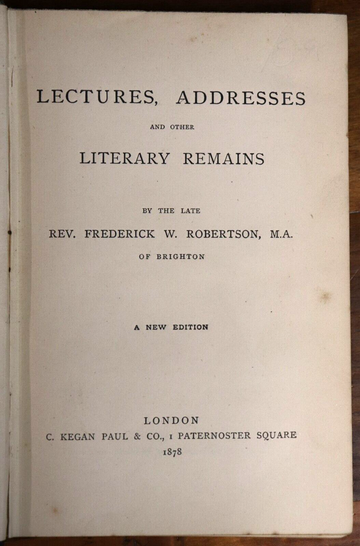 LECTURES, ADDRESSES
AND OTHER
LITERARY REMAINS
BY THE LATE
REV. FREDERICK W. ROBERTSON, M.A.
OF BRIGHTON
A NEW EDITION
LONDON
C. KEGAN PAUL & CO., 1 PATERNOSTER SQUARE
1878